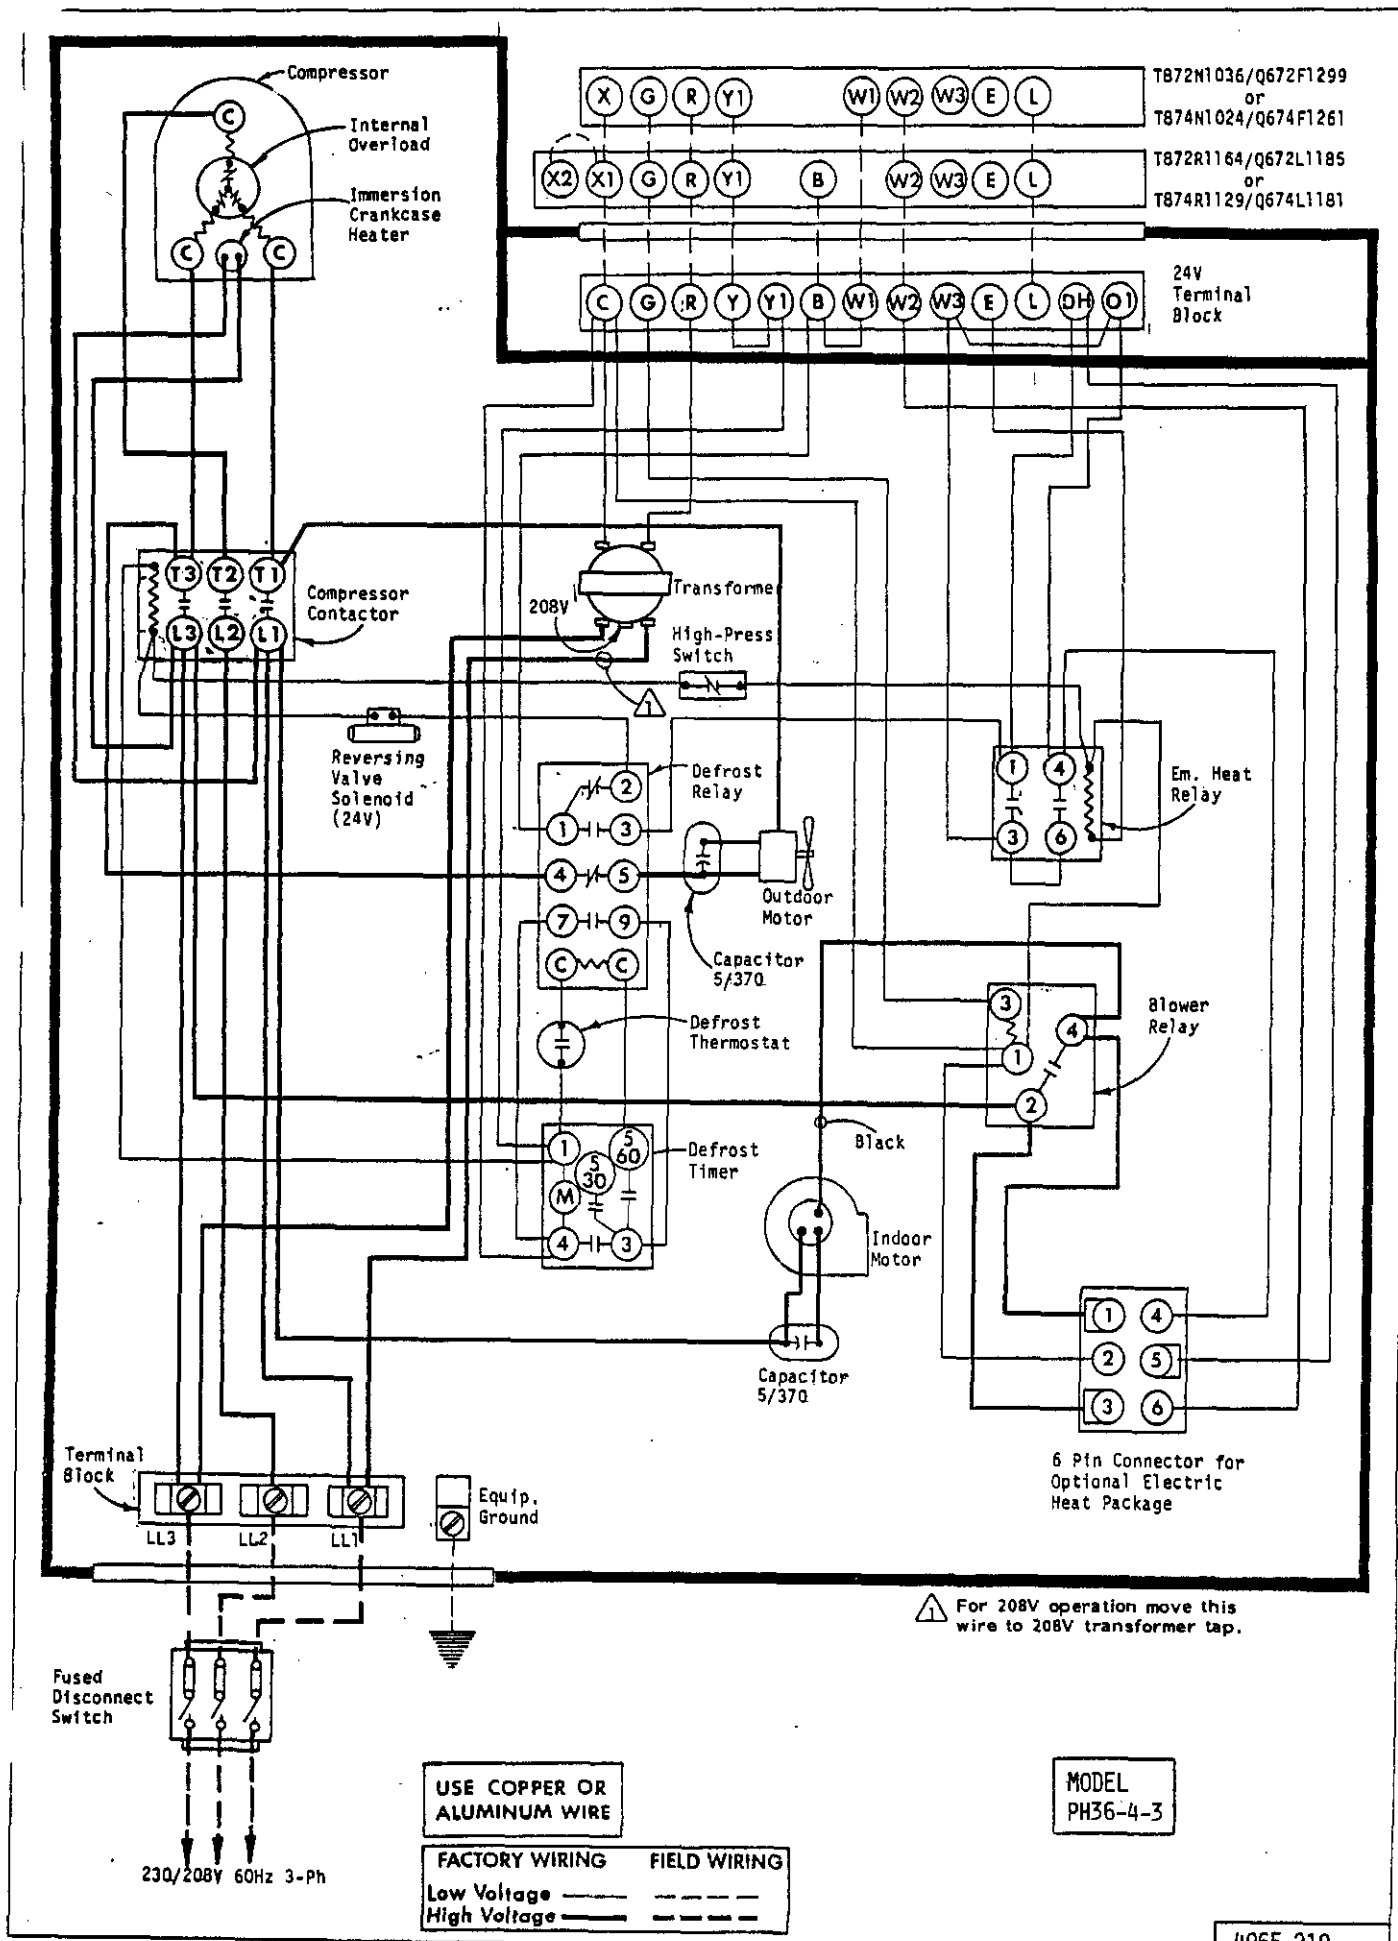 Compressor
Internal
Overload
Immersion
Crankcase
Heater
C
C
C
T872N1036/Q672F1299
or
T874N1024/Q674F1261
X G R Y1 W1 W2 W3 E L
T872R1164/Q672L1185
or
T874R1129/Q674L1181
X2 X1 G R Y1 B W2 W3 E L
24V
Terminal
Block
C G R Y Y1 B W1 W2 W3 E L DH O1
T3 T2 T1
L3 L2 L1
Compressor
Contactor
208V
Transformer
High-Press
Switch
1
Reversing
Valve
Solenoid
(24V)
Defrost
Relay
2
1 3
4 5
7 9
C C
Outdoor
Motor
Capacitor
5/370
Em. Heat
Relay
1 4
3 6
Defrost
Thermostat
Blower
Relay
3
4
1
2
Black
Defrost
Timer
1
5
60
5
30
M
4 3
Indoor
Motor
Capacitor
5/370
1 4
2 5
3 6
6 Pin Connector for
Optional Electric
Heat Package
Terminal
Block
LL3 LL2 LL1
Equip.
Ground
1 For 208V operation move this
wire to 208V transformer tap.
Fused
Disconnect
Switch
230/208V 60Hz 3-Ph
USE COPPER OR
ALUMINUM WIRE
MODEL
PH36-4-3
FACTORY WIRING FIELD WIRING
Low Voltage
High Voltage